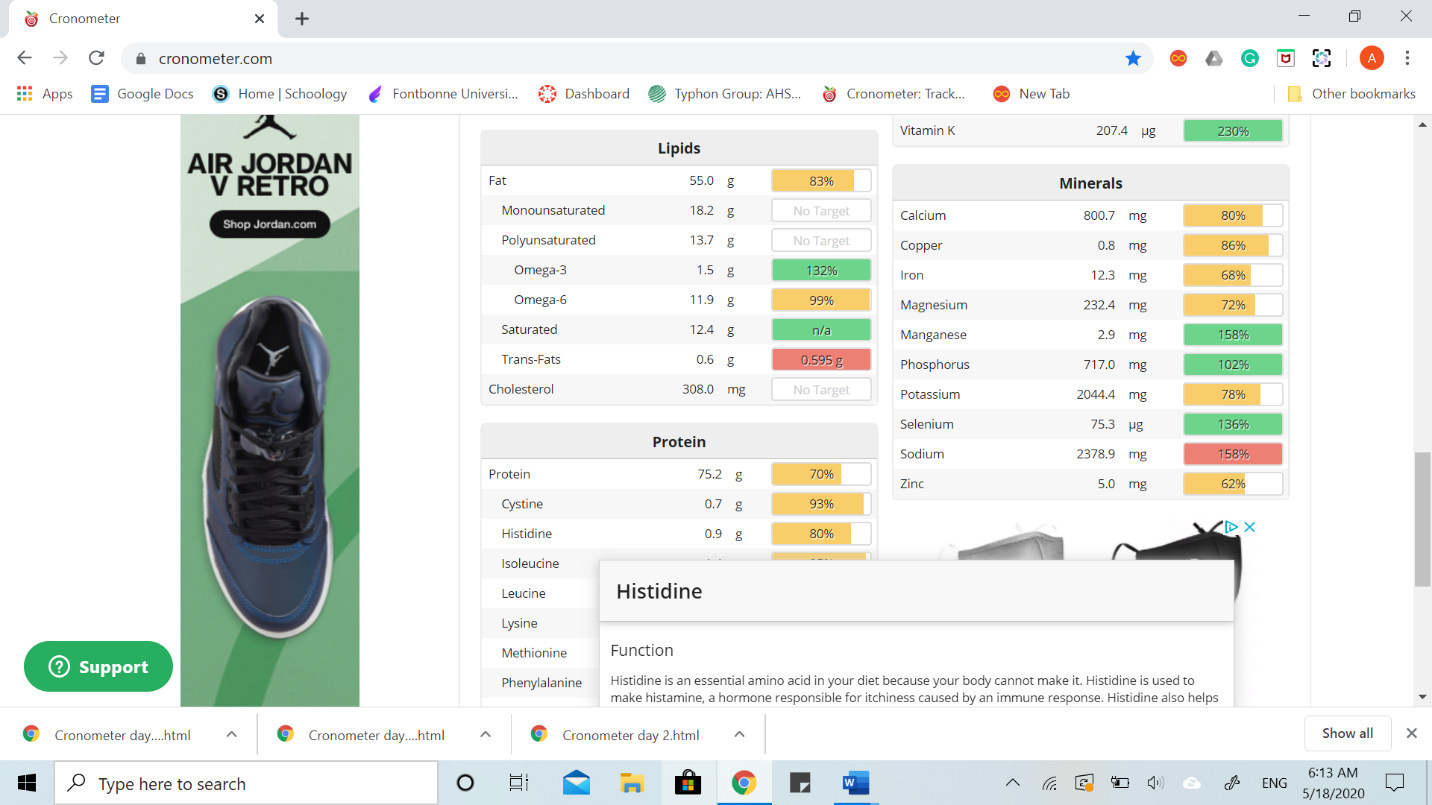 Cronometer
cronometer.com
A
Apps
Google Docs
Home | Schoology
Fontbonne Universi...
Dashboard
Typhon Group: AHS...
Cronometer: Track...
New Tab
Other bookmarks
AIR JORDAN
V RETRO
Shop Jordan.com
Support
Lipids
Fat 55.0 g 83%
Monounsaturated 18.2 g No Target
Polyunsaturated 13.7 g No Target
Omega-3 1.5 g 132%
Omega-6 11.9 g 99%
Saturated 12.4 g n/a
Trans-Fats 0.6 g 0.595 g
Cholesterol 308.0 mg No Target
Protein
Protein 75.2 g 70%
Cystine 0.7 g 93%
Histidine 0.9 g 80%
Isoleucine
Leucine
Lysine
Methionine
Phenylalanine
Vitamin K 207.4 µg 230%
Minerals
Calcium 800.7 mg 80%
Copper 0.8 mg 86%
Iron 12.3 mg 68%
Magnesium 232.4 mg 72%
Manganese 2.9 mg 158%
Phosphorus 717.0 mg 102%
Potassium 2044.4 mg 78%
Selenium 75.3 µg 136%
Sodium 2378.9 mg 158%
Zinc 5.0 mg 62%
Histidine
Function
Histidine is an essential amino acid in your diet because your body cannot make it. Histidine is used to
make histamine, a hormone responsible for itchiness caused by an immune response. Histidine also helps
Cronometer day....html
Cronometer day....html
Cronometer day 2.html
Show all
Type here to search
ENG
6:13 AM
5/18/2020